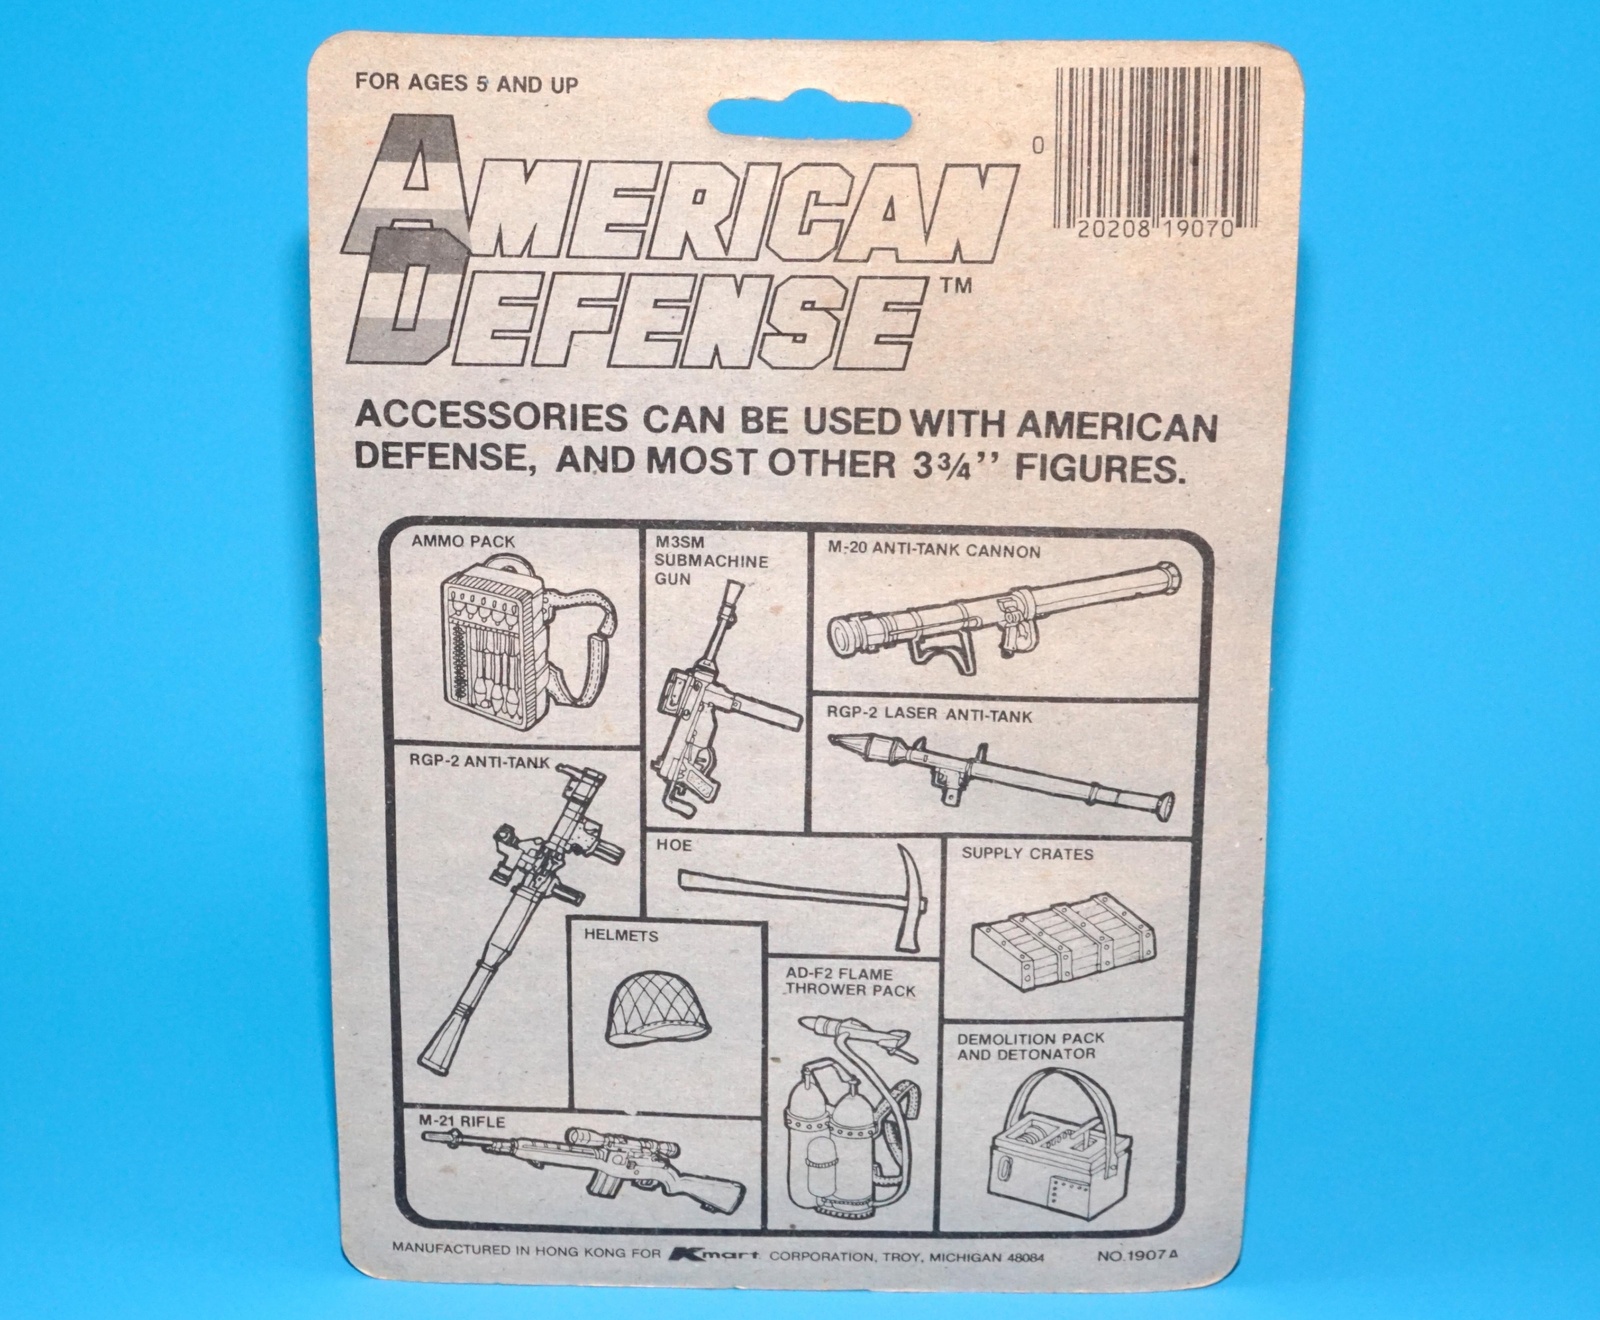 FOR AGES 5 AND UP
AMERICAN
DEFENSE™
0 20208 19070
ACCESSORIES CAN BE USED WITH AMERICAN
DEFENSE, AND MOST OTHER 3¾’’ FIGURES.
AMMO PACK
M3SM
SUBMACHINE
GUN
M-20 ANTI-TANK CANNON
RGP-2 LASER ANTI-TANK
RGP-2 ANTI-TANK
HOE
SUPPLY CRATES
HELMETS
AD-F2 FLAME
THROWER PACK
DEMOLITION PACK
AND DETONATOR
M-21 RIFLE
MANUFACTURED IN HONG KONG FOR Kmart CORPORATION, TROY, MICHIGAN 48084
NO.1907A